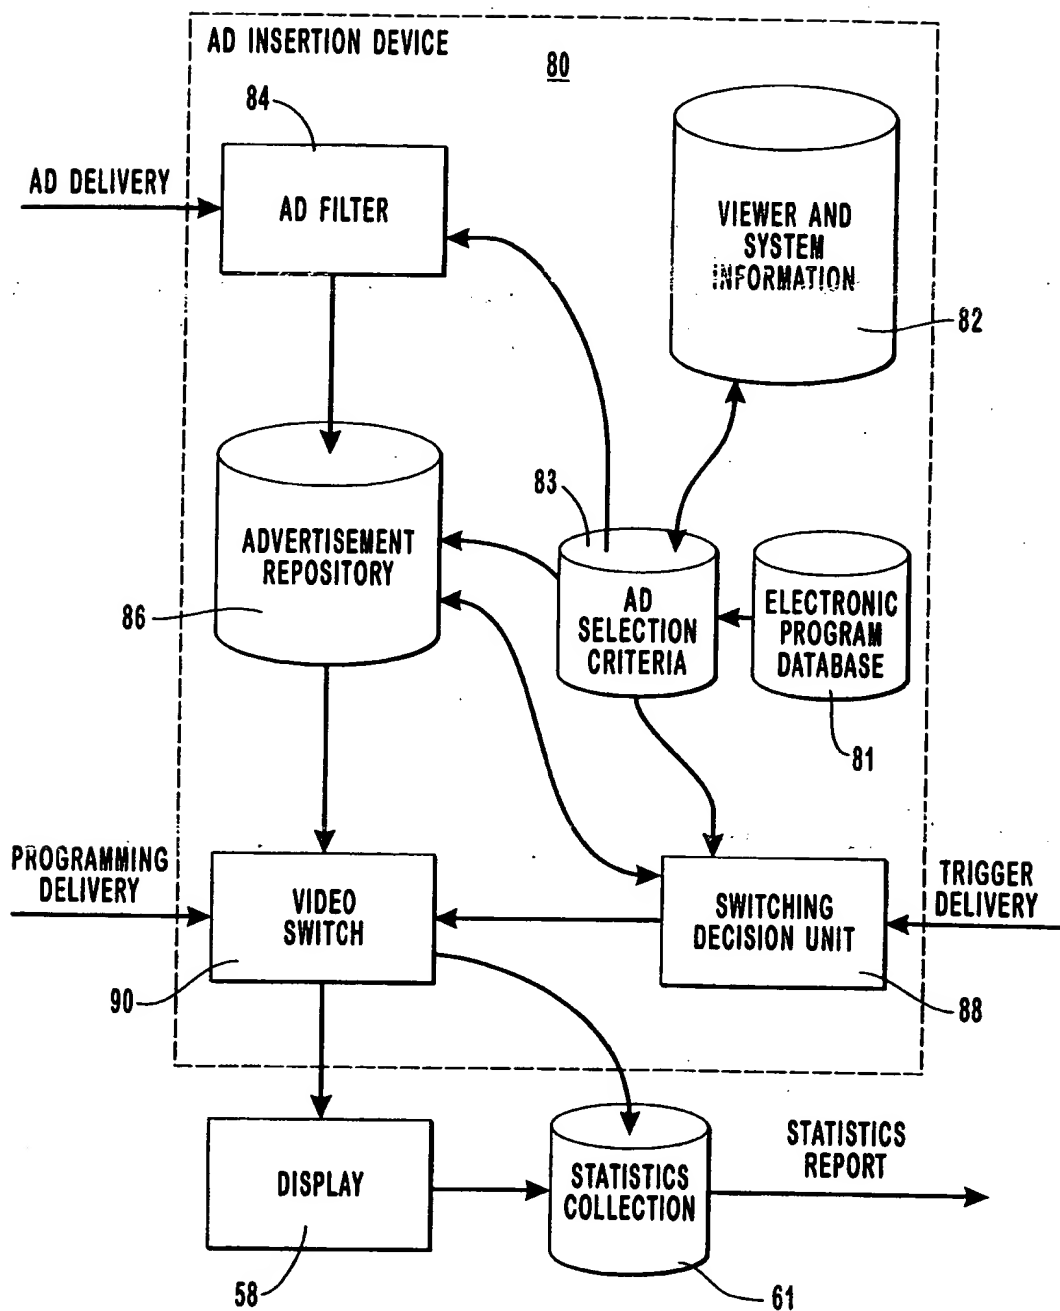 AD INSERTION DEVICE
80
84
AD DELIVERY
AD FILTER
VIEWER AND
SYSTEM
INFORMATION
82
83
ADVERTISEMENT
REPOSITORY
86
AD
SELECTION
CRITERIA
ELECTRONIC
PROGRAM
DATABASE
81
PROGRAMMING
DELIVERY
VIDEO
SWITCH
90
SWITCHING
DECISION UNIT
TRIGGER
DELIVERY
88
DISPLAY
58
STATISTICS
COLLECTION
61
STATISTICS
REPORT